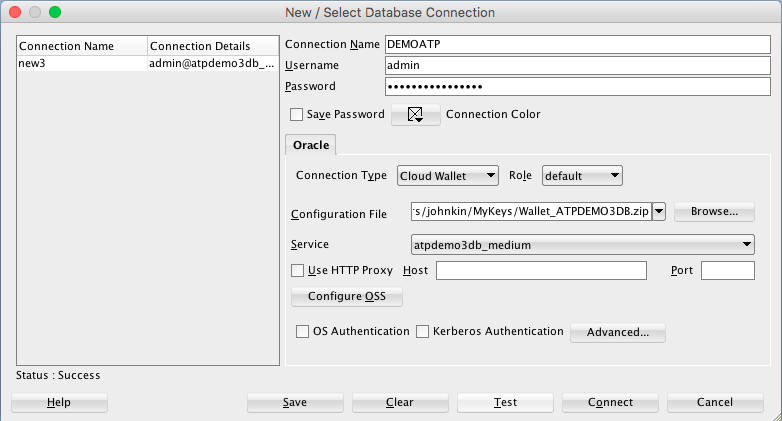 New / Select Database Connection
Connection Name Connection Details
new3 admin@atpdemo3db_...
Connection Name DEMOATP
Username admin
Password ••••••••••••••••
Save Password Connection Color
Oracle
Connection Type Cloud Wallet Role default
Configuration File rs/johnkin/MyKeys/Wallet_ATPDEMO3DB.zip Browse...
Service atpdemo3db_medium
Use HTTP Proxy Host Port
Configure OSS
OS Authentication Kerberos Authentication Advanced...
Status : Success
Help Save Clear Test Connect Cancel